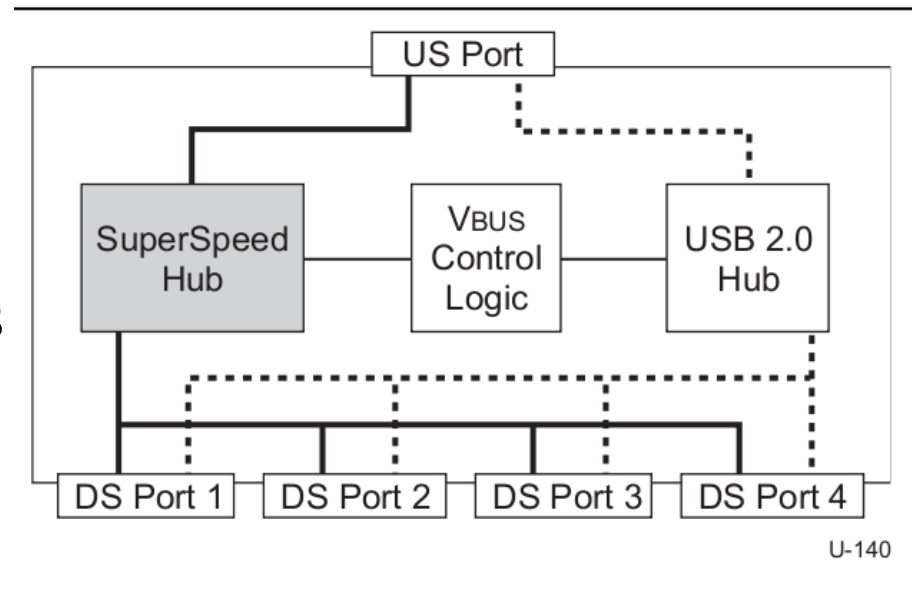 US Port
SuperSpeed
Hub
VBUS
Control
Logic
USB 2.0
Hub
DS Port 1
DS Port 2
DS Port 3
DS Port 4
U-140